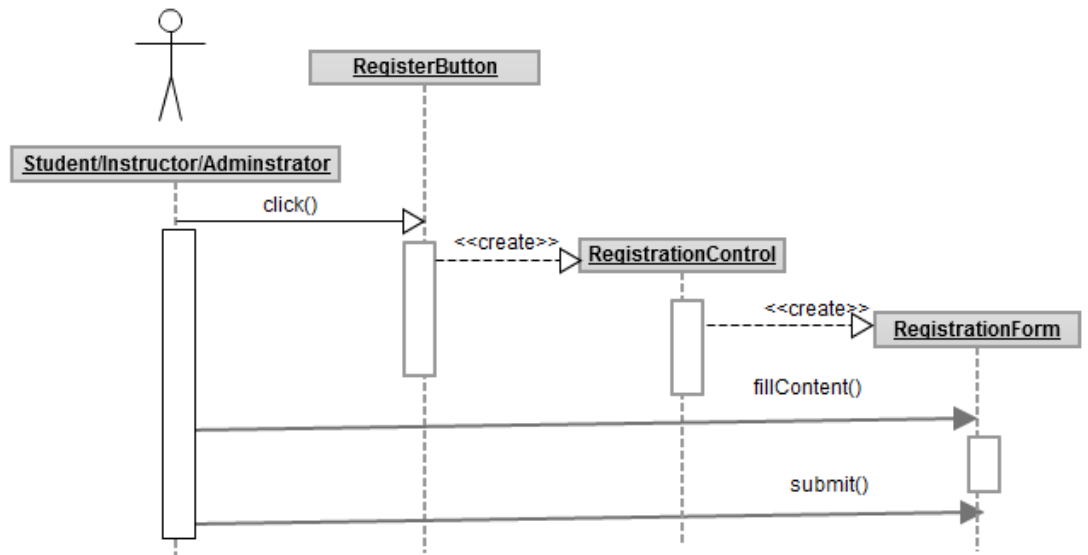 RegisterButton
Student/Instructor/Adminstrator
click()
<<create>>
RegistrationControl
<<create>>
RegistrationForm
fillContent()
submit()